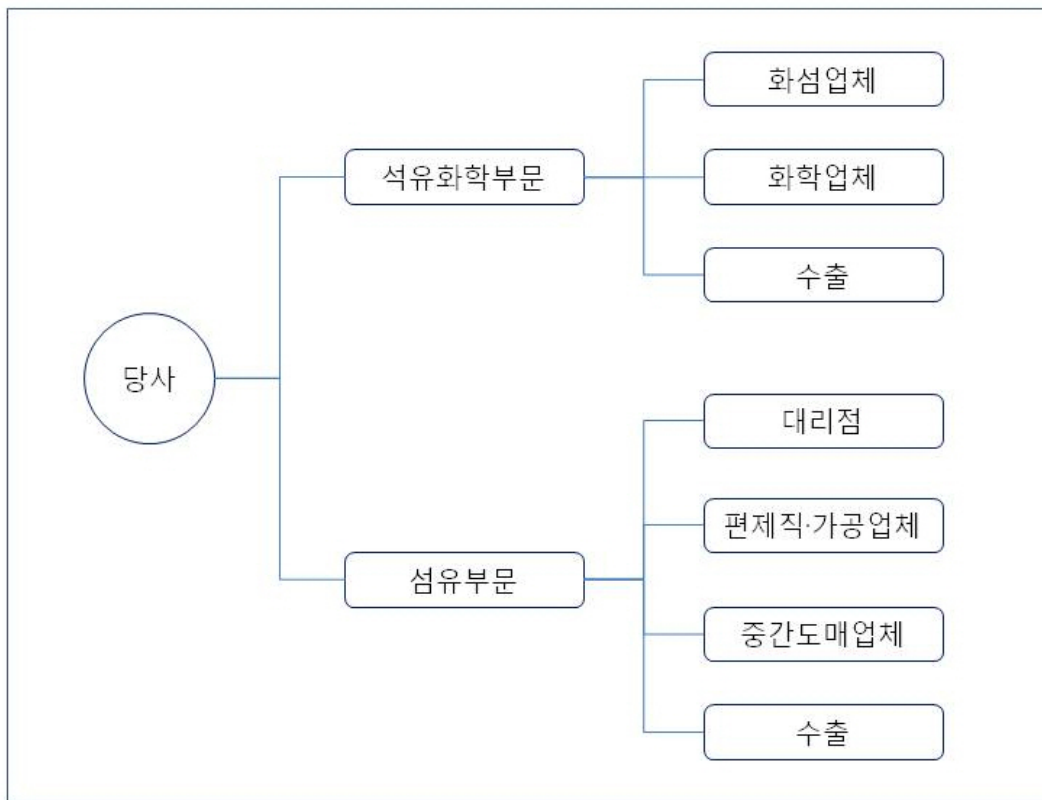 화섬업체
석유화학부문
화학업체
수출
당사
대리점
편제직·가공업체
섬유부문
중간도매업체
수출